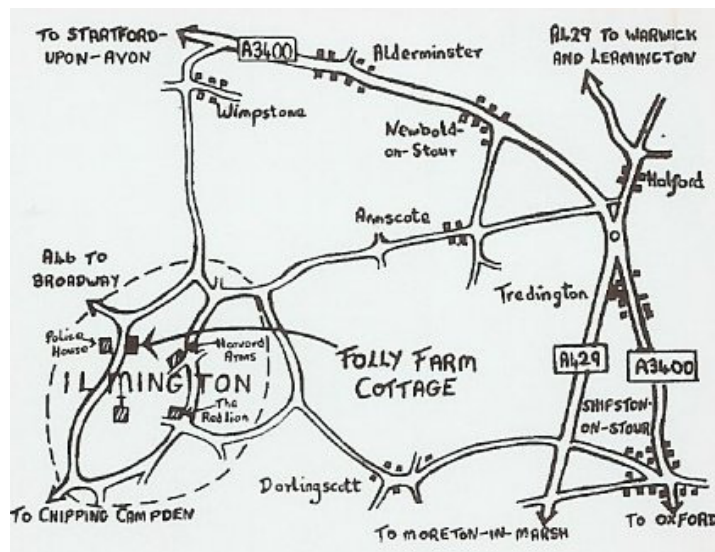 TO STARTFORD-
UPON-AVON
A3400
Alderminster
A429 TO WARWICK
AND LEAMINGTON
Wimpstone
Newbold-
on-Stour
Halford
Armscote
A46 TO
BROADWAY
Tredington
Police
House
Howard
Arms
FOLLY FARM
COTTAGE
ILMINGTON
A429
A3400
The
Red Lion
SHIPSTON-
ON-STOUR
Darlingscott
TO CHIPPING CAMPDEN
TO MORETON-IN-MARSH
TO OXFORD